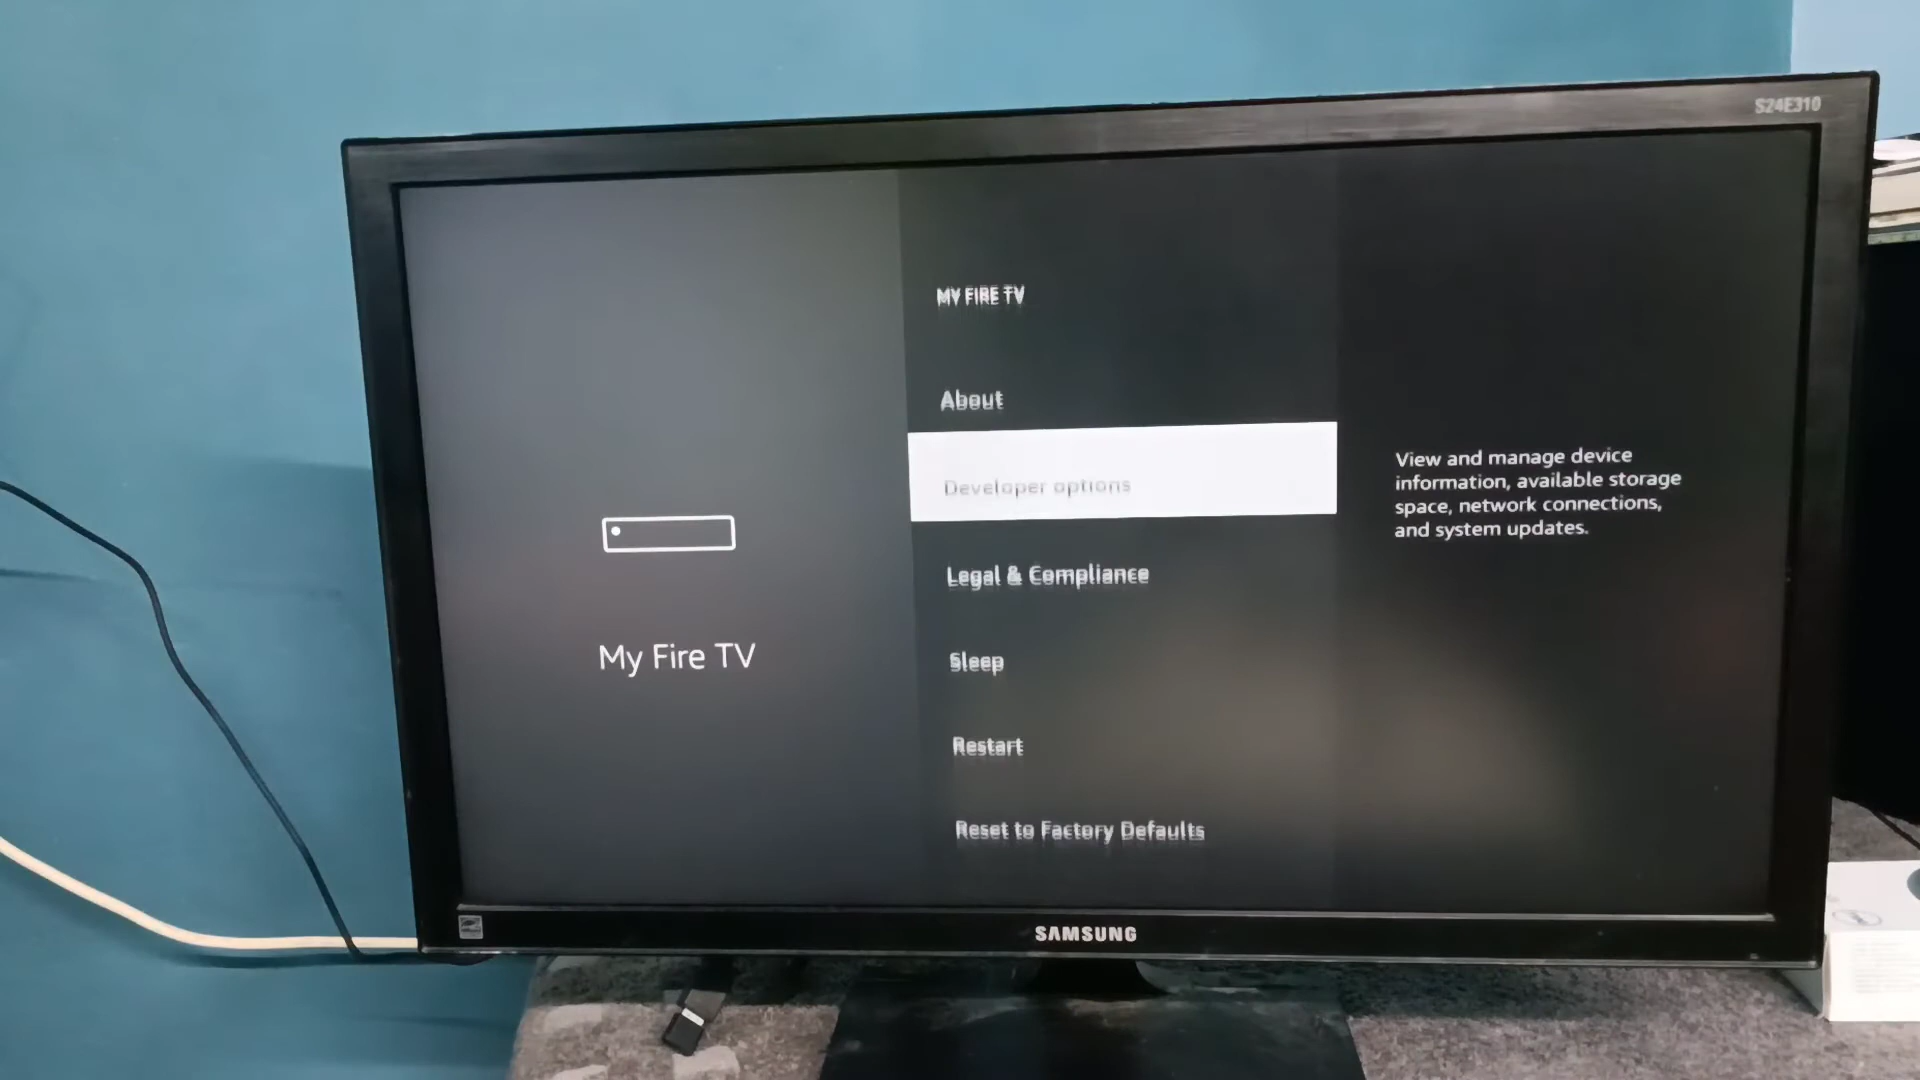 S24E310
MY FIRE TV
About
Developer options
Legal & Compliance
Sleep
Restart
Reset to Factory Defaults
My Fire TV
View and manage device
information, available storage
space, network connections,
and system updates.
SAMSUNG